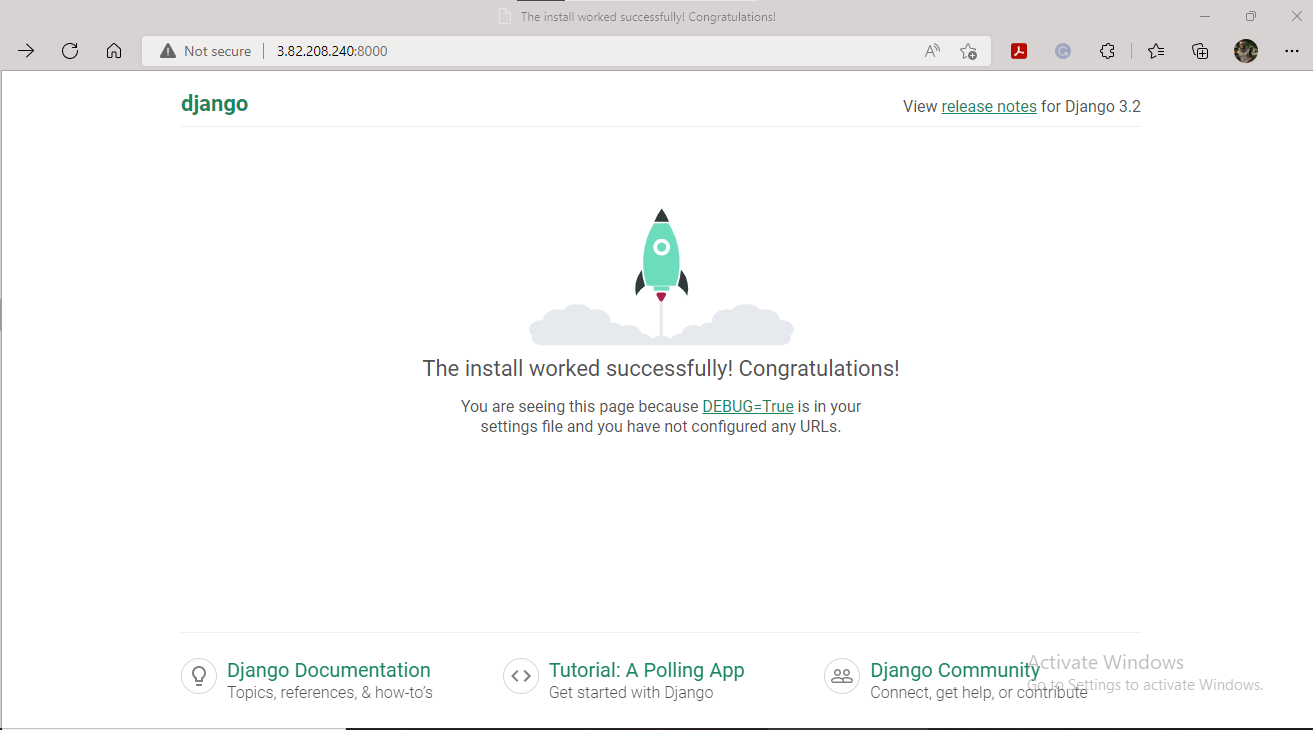 The install worked successfully! Congratulations!
Not secure 3.82.208.240:8000
django
View release notes for Django 3.2
The install worked successfully! Congratulations!
You are seeing this page because DEBUG=True is in your
settings file and you have not configured any URLs.
Django Documentation
Topics, references, & how-to's
Tutorial: A Polling App
Get started with Django
Django Community
Connect, get help, or contribute
Activate Windows
Go to Settings to activate Windows.